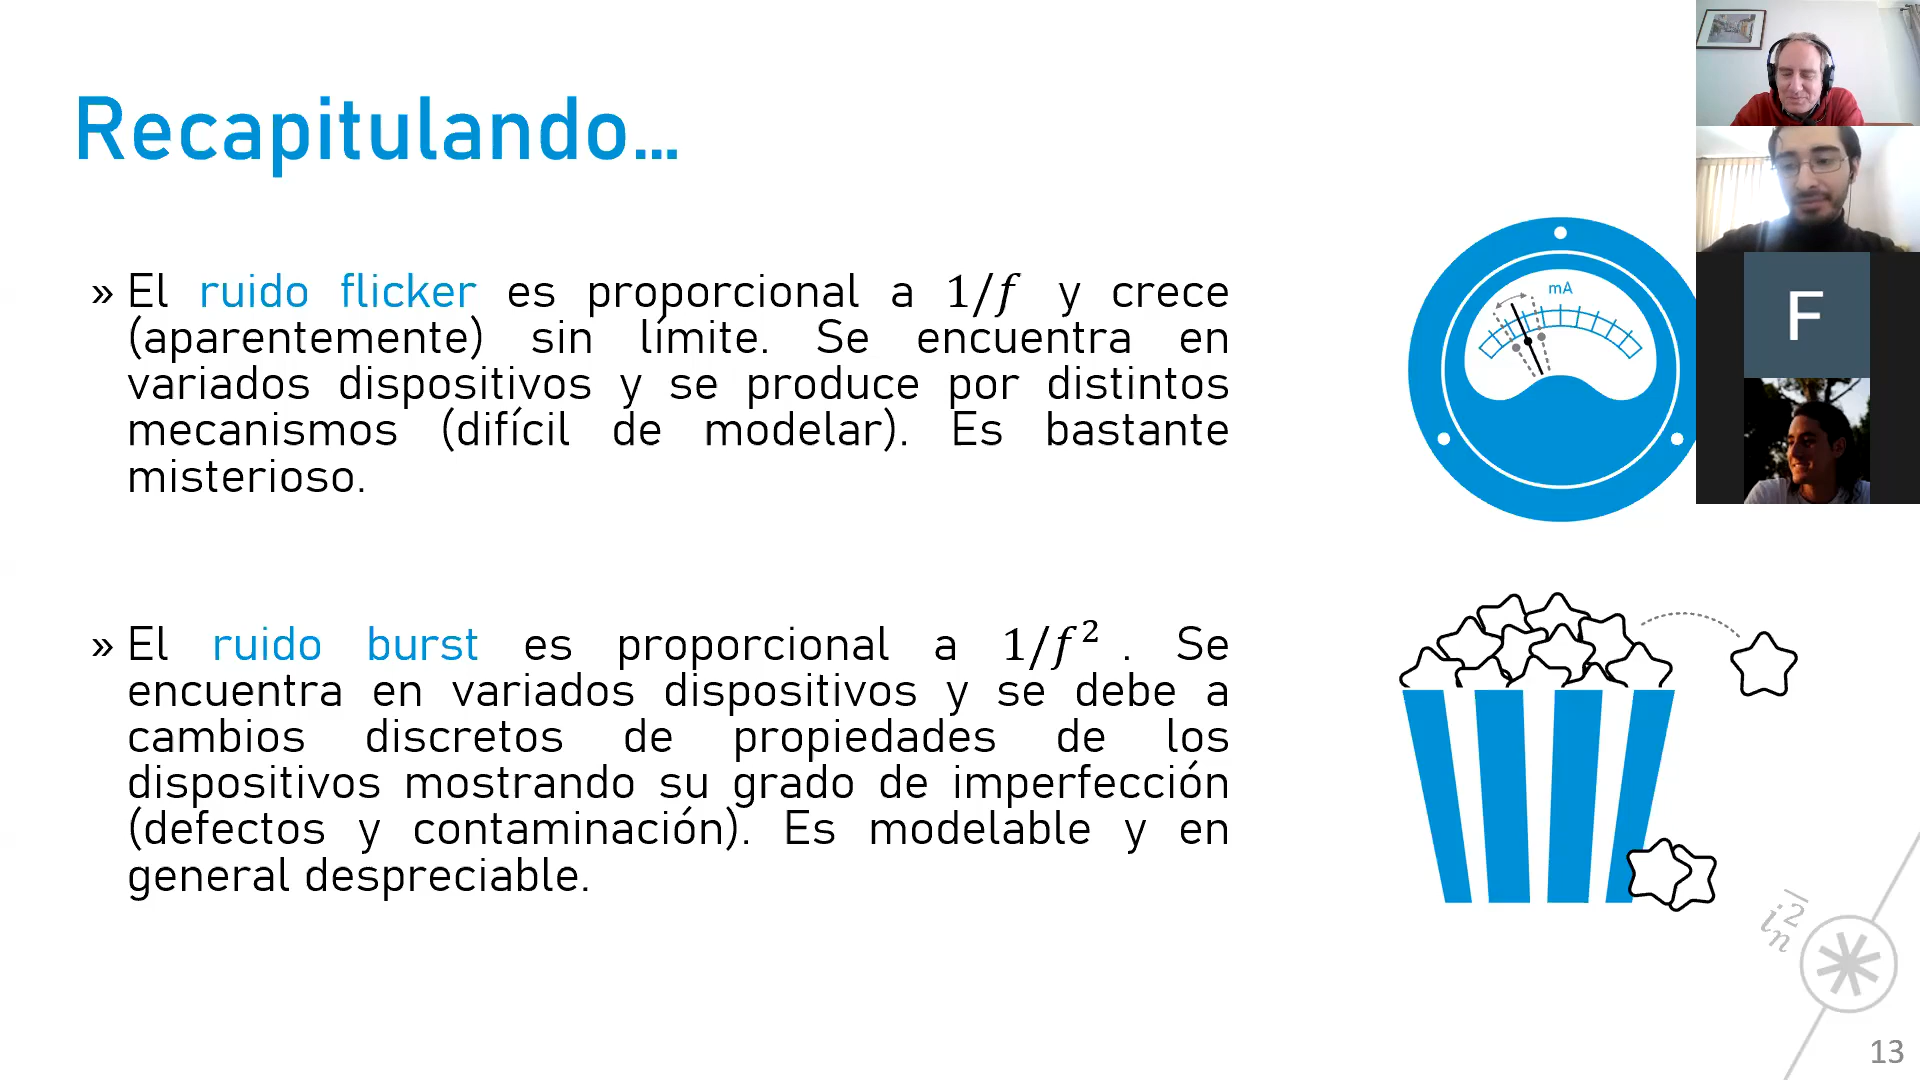 Recapitulando...
» El ruido flicker es proporcional a 1/f y crece
(aparentemente) sin límite. Se encuentra en
variados dispositivos y se produce por distintos
mecanismos (difícil de modelar). Es bastante
misterioso.
mA
F
» El ruido burst es proporcional a 1/f² . Se
encuentra en variados dispositivos y se debe a
cambios discretos de propiedades de los
dispositivos mostrando su grado de imperfección
(defectos y contaminación). Es modelable y en
general despreciable.
i̅ₙ²
13